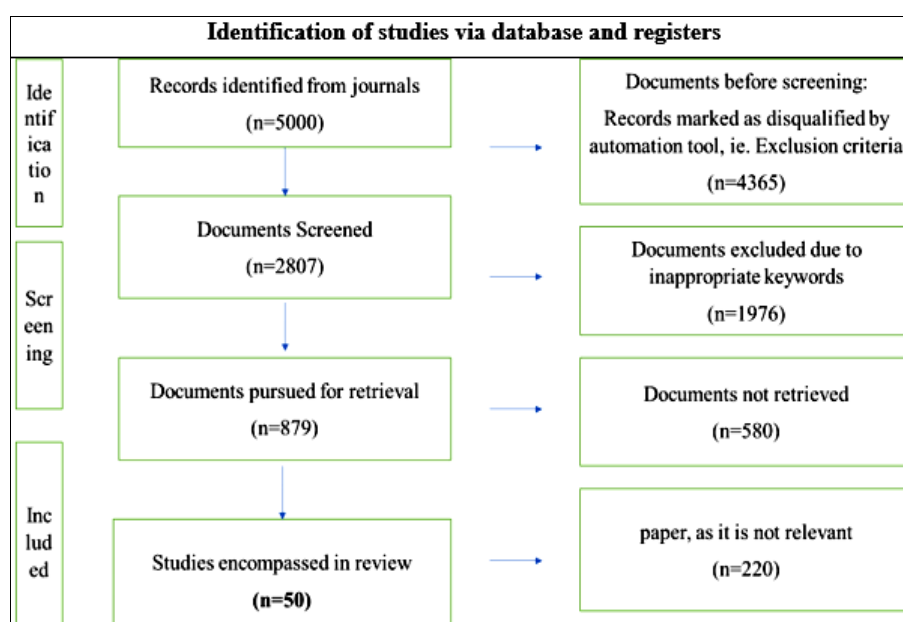 Identification of studies via database and registers
Ide
ntif
ica
tio
n
Records identified from journals
(n=5000)
Documents before screening:
Records marked as disqualified by
automation tool, ie. Exclusion criteria
(n=4365)
Documents Screened
(n=2807)
Scr
een
ing
Documents excluded due to
inappropriate keywords
(n=1976)
Documents pursued for retrieval
(n=879)
Documents not retrieved
(n=580)
Inc
lud
ed
Studies encompassed in review
(n=50)
paper, as it is not relevant
(n=220)